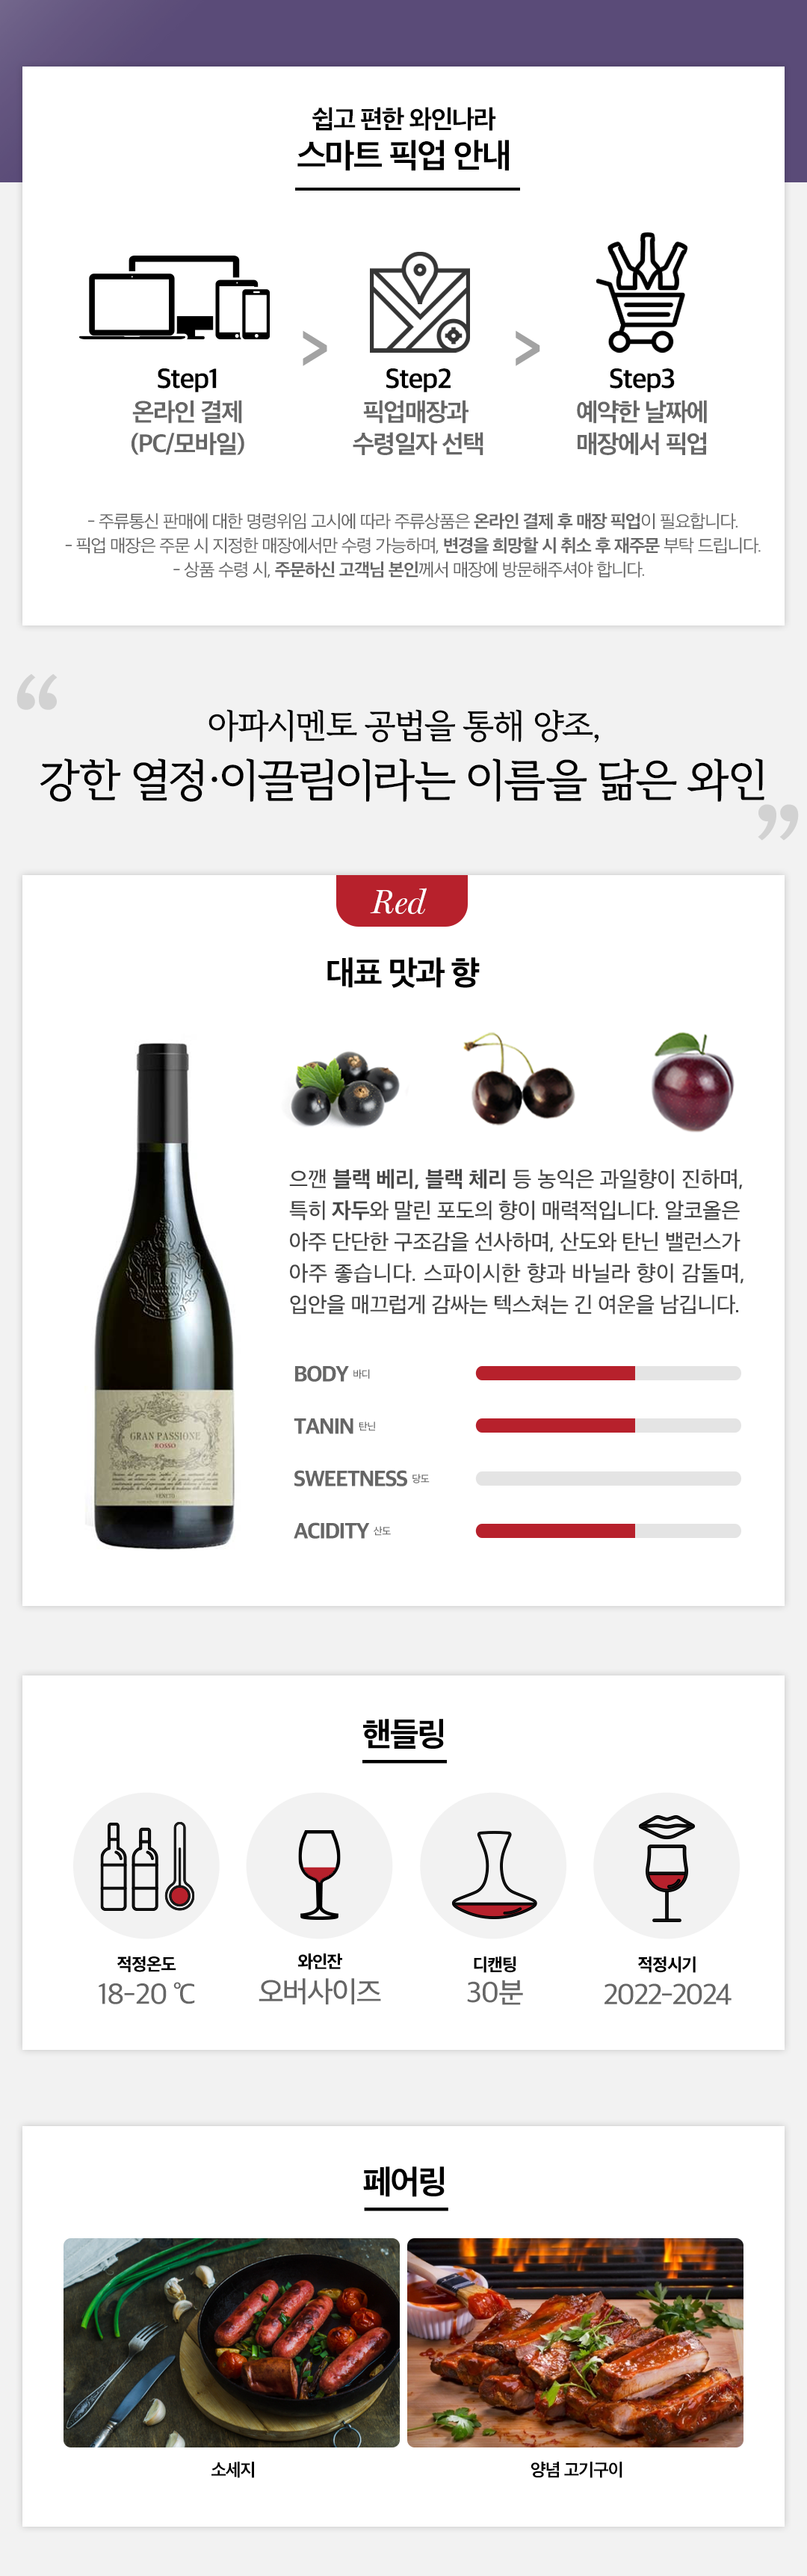 쉽고 편한 와인나라
스마트 픽업 안내
Step1
온라인 결제
(PC/모바일)
>
Step2
픽업매장과
수령일자 선택
>
Step3
예약한 날짜에
매장에서 픽업
- 주류통신 판매에 대한 명령위임 고시에 따라 주류상품은 온라인 결제 후 매장 픽업이 필요합니다.
- 픽업 매장은 주문 시 지정한 매장에서만 수령 가능하며, 변경을 희망할 시 취소 후 재주문 부탁 드립니다.
- 상품 수령 시, 주문하신 고객님 본인께서 매장에 방문해주셔야 합니다.
“
아파시멘토 공법을 통해 양조,
강한 열정·이끌림이라는 이름을 닮은 와인
”
Red
대표 맛과 향
으깬 블랙 베리, 블랙 체리 등 농익은 과일향이 진하며,
특히 자두와 말린 포도의 향이 매력적입니다. 알코올은
아주 단단한 구조감을 선사하며, 산도와 탄닌 밸런스가
아주 좋습니다. 스파이시한 향과 바닐라 향이 감돌며,
입안을 매끄럽게 감싸는 텍스쳐는 긴 여운을 남깁니다.
GRAN PASSIONE
ROSSO
VENETO
BODY 바디
TANIN 탄닌
SWEETNESS 당도
ACIDITY 산도
핸들링
적정온도
18-20 ℃
와인잔
오버사이즈
디캔팅
30분
적정시기
2022-2024
페어링
소세지
양념 고기구이